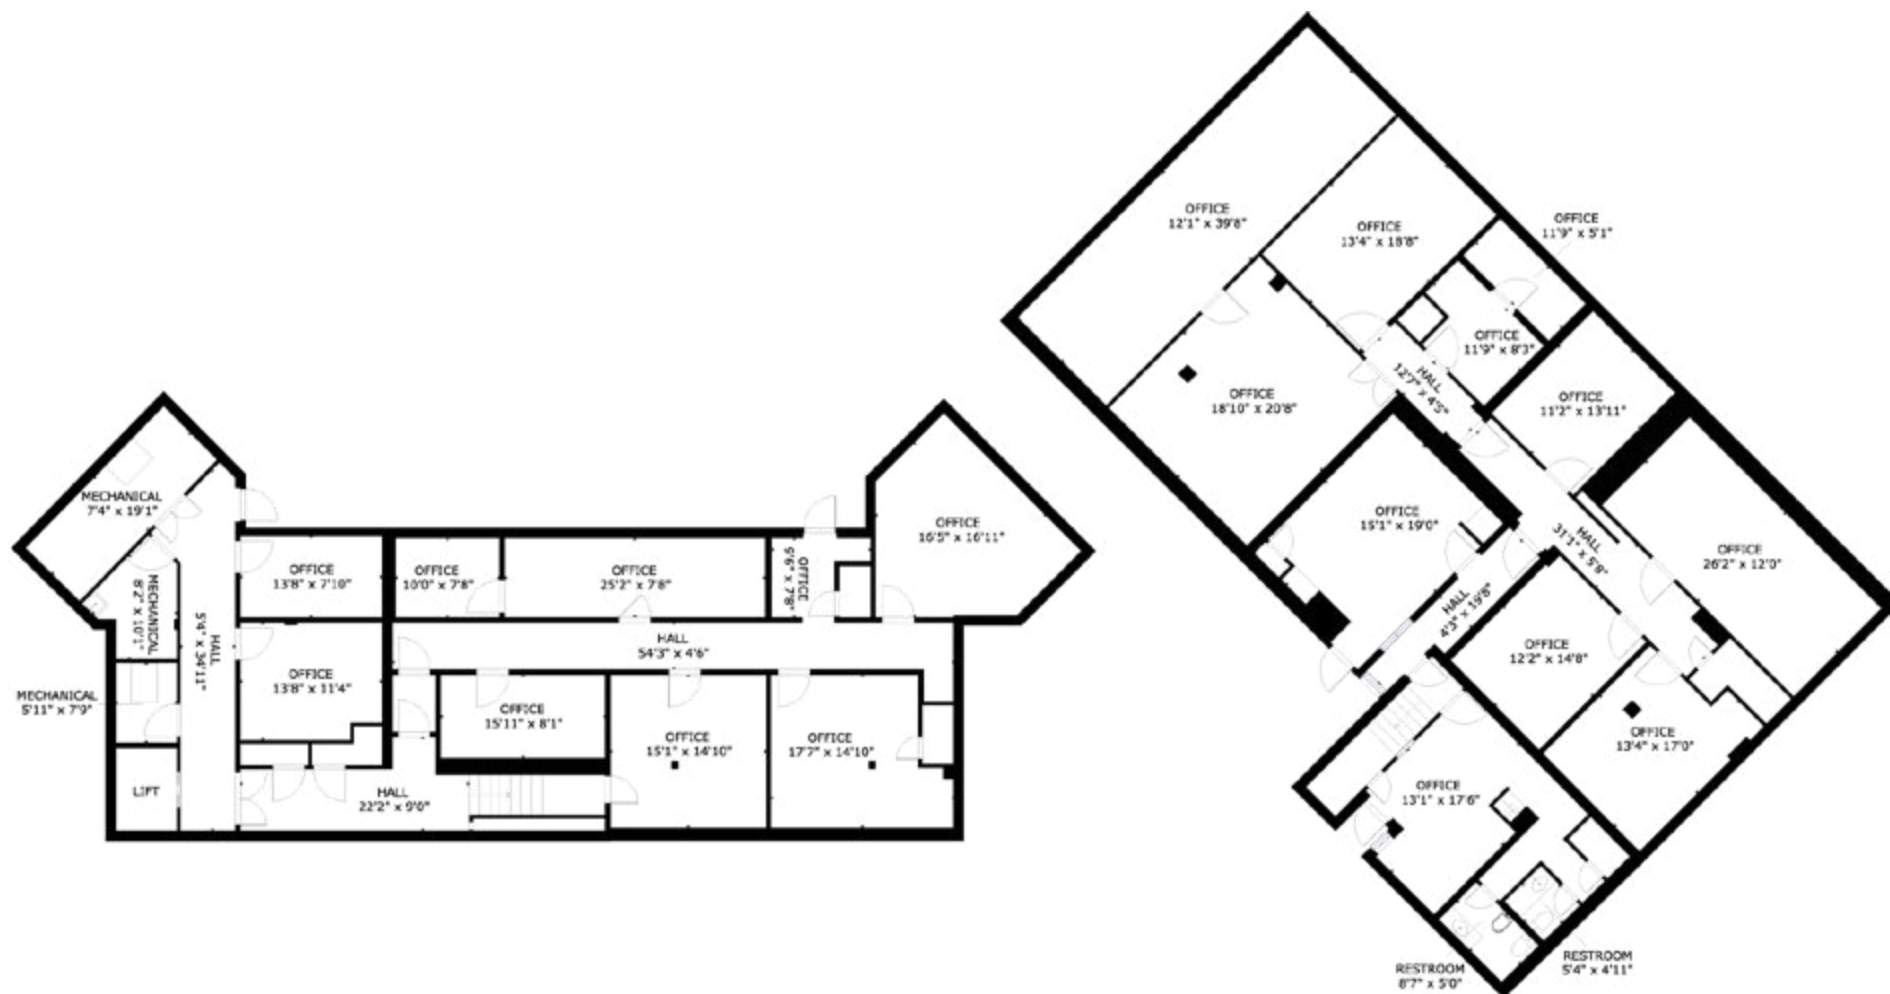 MECHANICAL
7'4" x 19'1"
MECHANICAL
8'2" x 10'1"
MECHANICAL
5'11" x 7'9"
LIFT
HALL
5'4" x 34'11"
OFFICE
13'8" x 7'10"
OFFICE
13'8" x 11'4"
HALL
22'2" x 9'0"
OFFICE
10'0" x 7'8"
OFFICE
25'2" x 7'8"
OFFICE
9'6" x 7'8"
OFFICE
16'5" x 16'11"
HALL
54'3" x 4'6"
OFFICE
15'11" x 8'1"
OFFICE
15'1" x 14'10"
OFFICE
17'7" x 14'10"
OFFICE
12'1" x 39'8"
OFFICE
13'4" x 18'8"
OFFICE
11'9" x 5'1"
OFFICE
11'9" x 8'3"
HALL
12'7" x 4'5"
OFFICE
18'10" x 20'8"
OFFICE
11'2" x 13'11"
OFFICE
15'1" x 19'0"
HALL
31'1" x 5'8"
OFFICE
26'2" x 12'0"
HALL
4'3" x 19'8"
OFFICE
12'2" x 14'8"
OFFICE
13'4" x 17'0"
OFFICE
13'1" x 17'6"
RESTROOM
5'4" x 4'11"
RESTROOM
8'7" x 5'0"